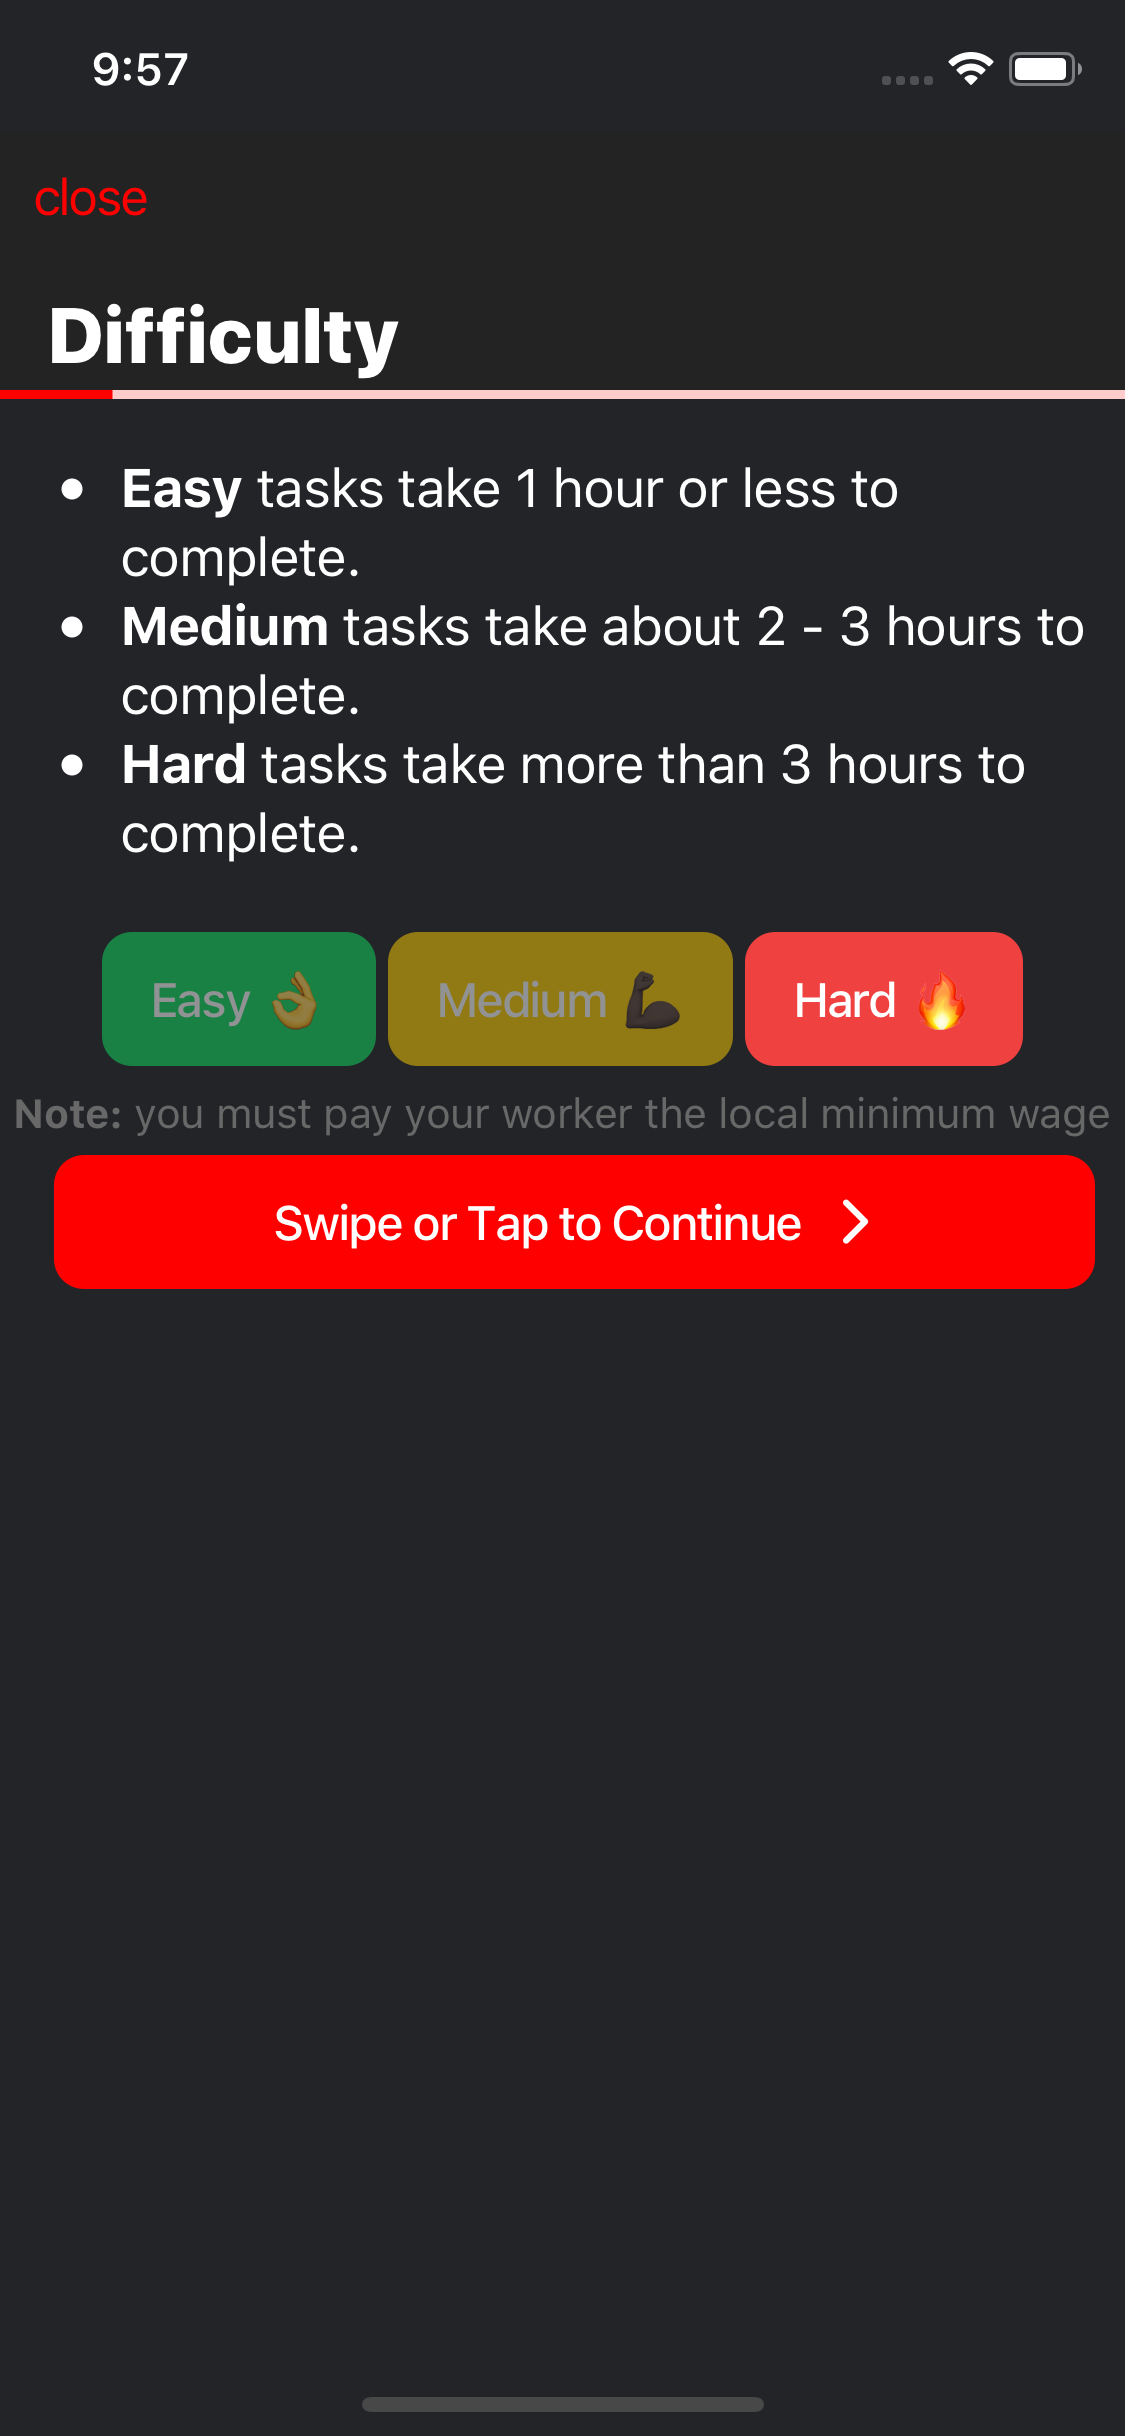 9:57
close
Difficulty
• Easy tasks take 1 hour or less to
complete.
• Medium tasks take about 2 - 3 hours to
complete.
• Hard tasks take more than 3 hours to
complete.
Easy 👌 Medium 💪 Hard 🔥
Note: you must pay your worker the local minimum wage
Swipe or Tap to Continue